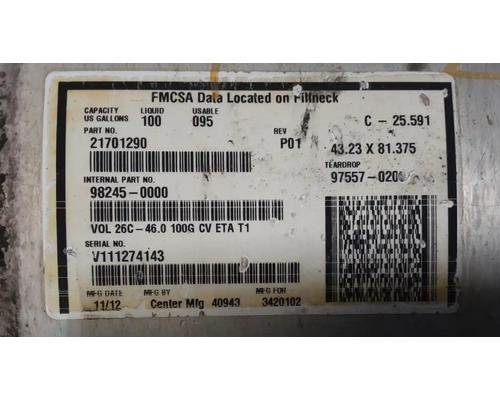 FMCSA Data Located on Fillneck
CAPACITY LIQUID USABLE
US GALLONS 100 095 C - 25.591
PART NO. REV
21701290 P01 43.23 X 81.375
TEARDROP
INTERNAL PART NO. 97557-020
98245-0000
VOL 26C-46.0 100G CV ETA T1
SERIAL NO.
V111274143
MFG DATE MFG BY MFG FOR
11/12 Center Mfg 40943 3420102